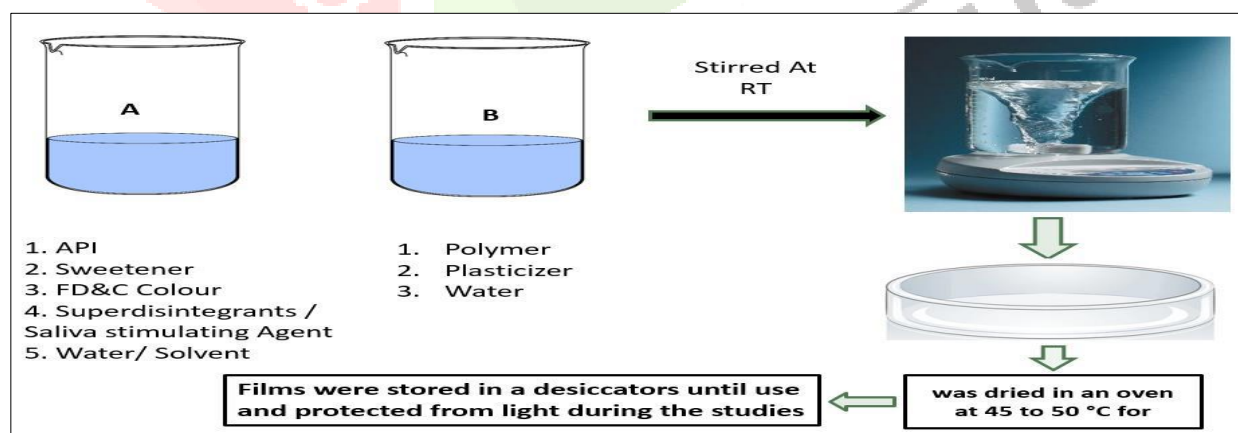 A
B
Stirred At
RT
1. API
2. Sweetener
3. FD&C Colour
4. Superdisintegrants /
Saliva stimulating Agent
5. Water/ Solvent
1. Polymer
2. Plasticizer
3. Water
was dried in an oven
at 45 to 50 °C for
Films were stored in a desiccators until use
and protected from light during the studies